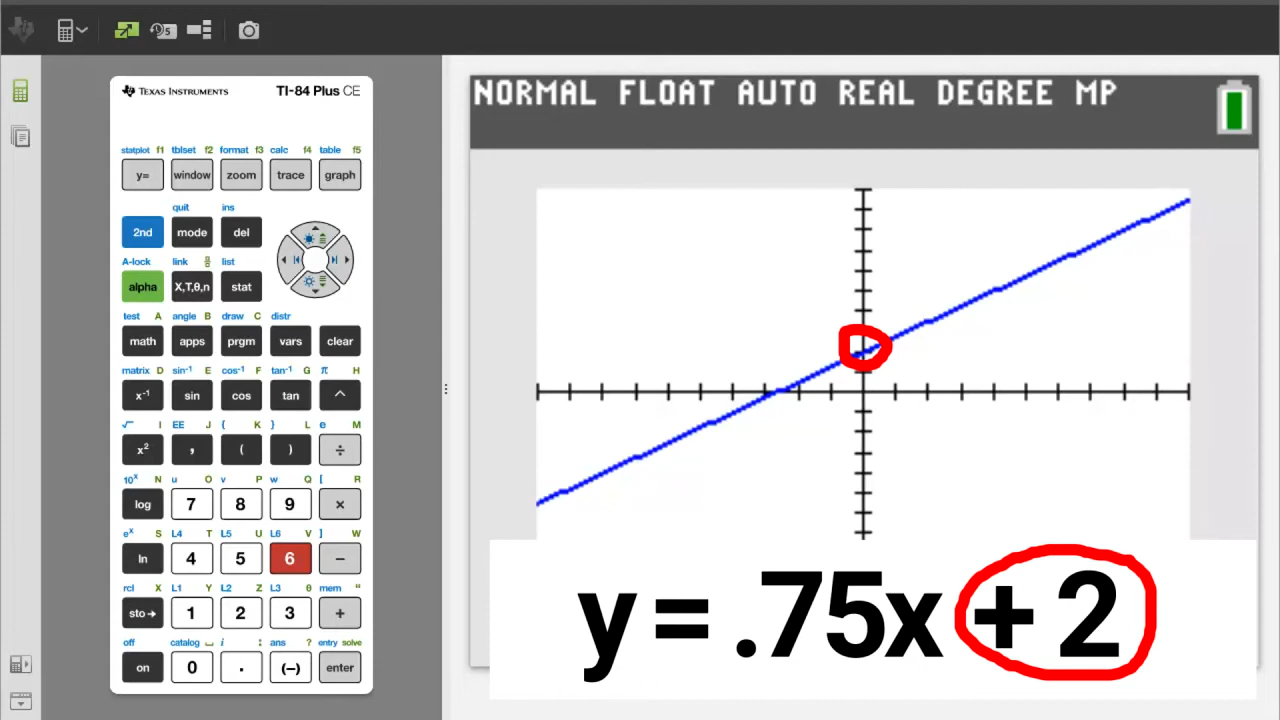 TEXAS INSTRUMENTS TI-84 Plus CE
statplot f1 tblset f2 format f3 calc f4 table f5
y= window zoom trace graph
quit ins
2nd mode del
A-lock link list
alpha X,T,θ,n stat
test A angle B draw C distr
math apps prgm vars clear
matrix D sin⁻¹ E cos⁻¹ F tan⁻¹ G π H
x⁻¹ sin cos tan ^
√ I EE J { K } L e M
x² , ( ) ÷
10ˣ N u O v P w Q [ R
log 7 8 9 ×
eˣ S L4 T L5 U L6 V ] W
ln 4 5 6 −
rcl X L1 Y L2 Z L3 θ mem "
sto→ 1 2 3 +
off catalog ⎵ i : ans ? entry solve
on 0 . (−) enter
NORMAL FLOAT AUTO REAL DEGREE MP
y = .75x + 2